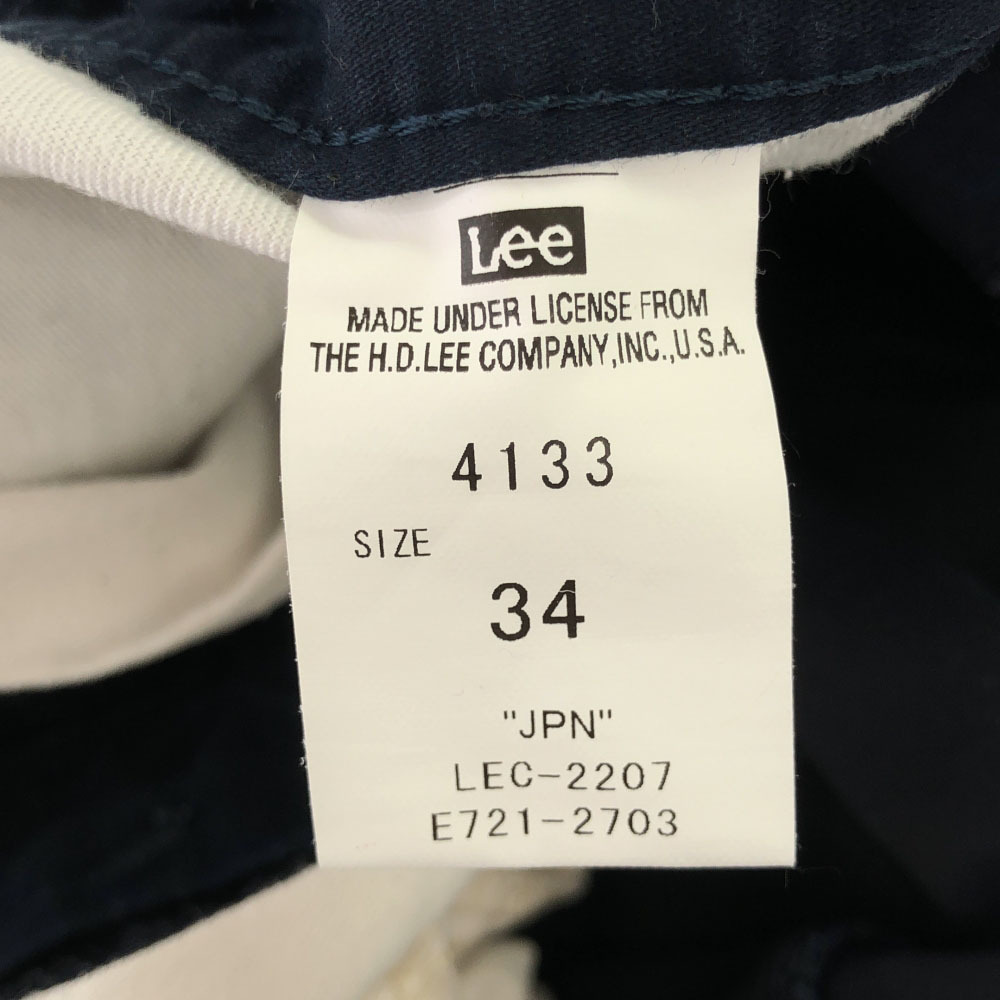 Lee
MADE UNDER LICENSE FROM
THE H.D.LEE COMPANY,INC.,U.S.A.
4133
SIZE
34
"JPN"
LEC-2207
E721-2703